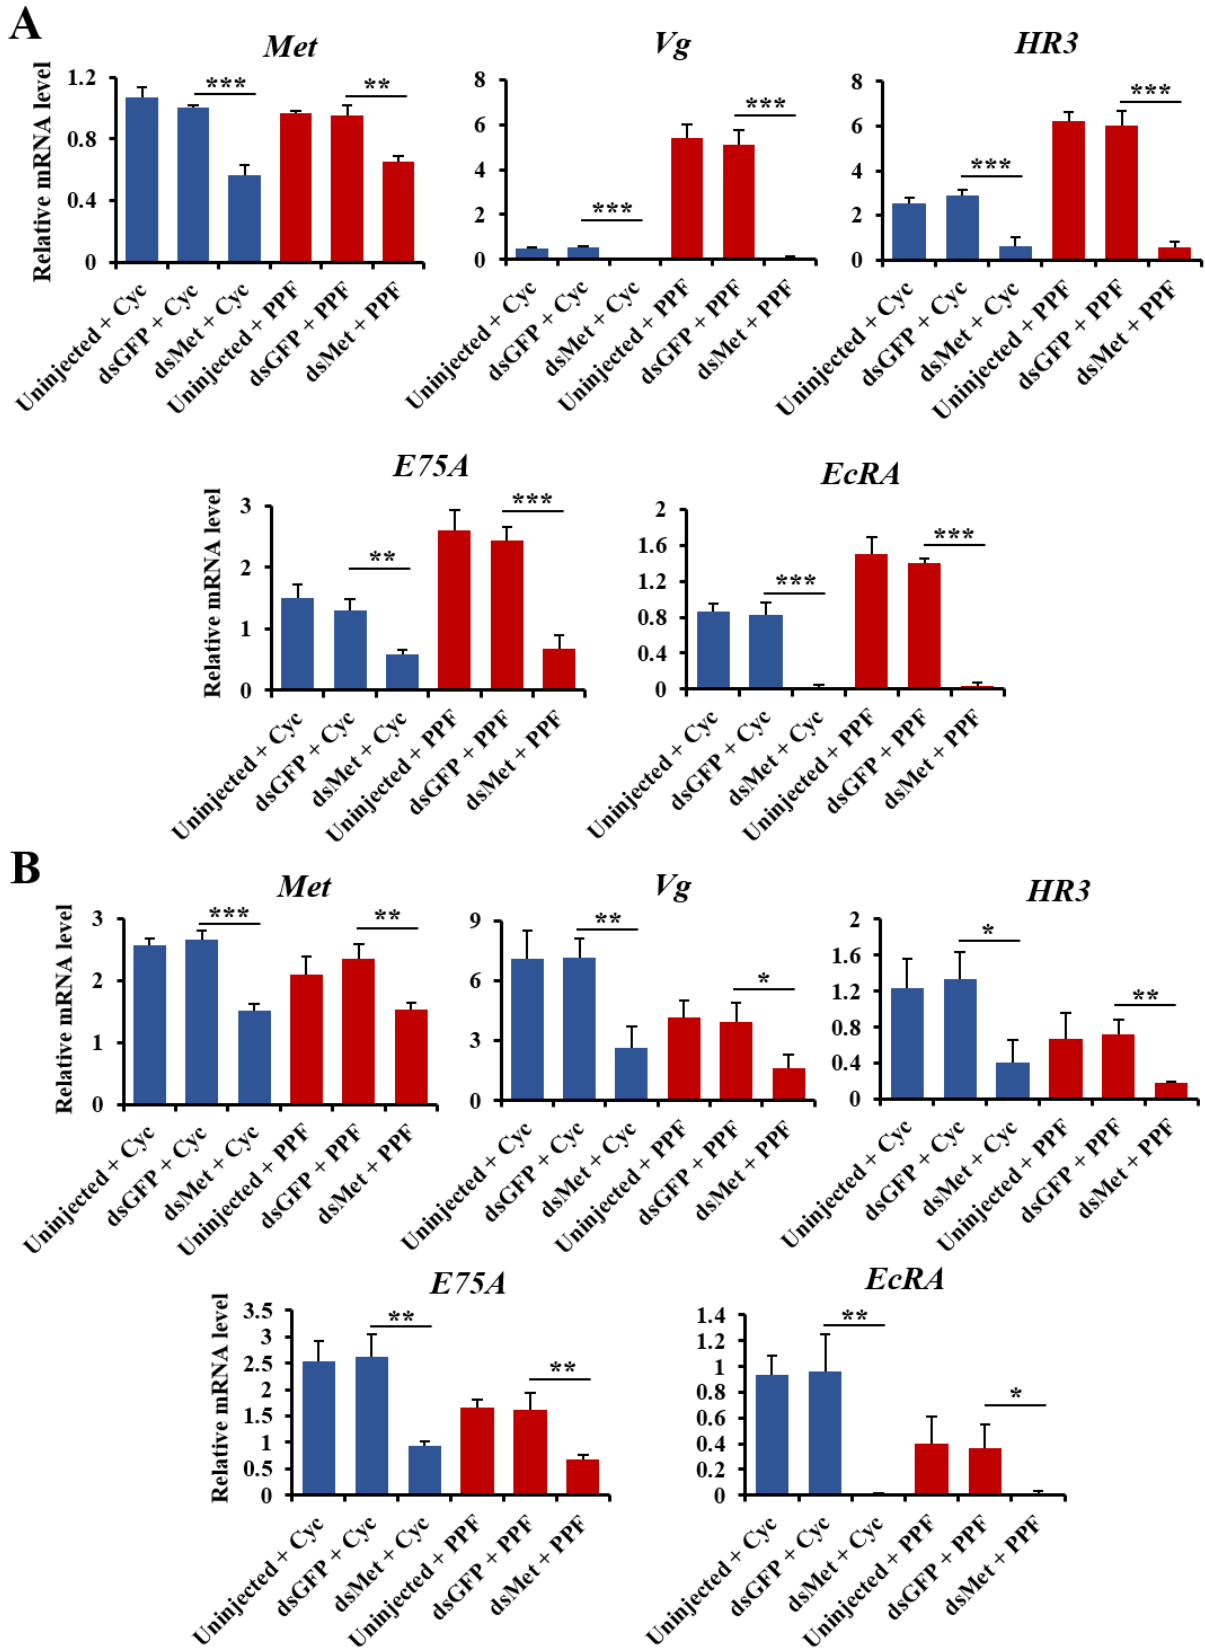 A
Met
Vg
HR3
Relative mRNA level
1.2
0.8
0.4
0
***
**
8
6
4
2
0
***
***
8
6
4
2
0
***
***
Uninjected + Cyc
dsGFP + Cyc
dsMet + Cyc
Uninjected + PPF
dsGFP + PPF
dsMet + PPF
Uninjected + Cyc
dsGFP + Cyc
dsMet + Cyc
Uninjected + PPF
dsGFP + PPF
dsMet + PPF
Uninjected + Cyc
dsGFP + Cyc
dsMet + Cyc
Uninjected + PPF
dsGFP + PPF
dsMet + PPF
E75A
EcRA
Relative mRNA level
3
2
1
0
**
***
2
1.6
1.2
0.8
0.4
0
***
***
Uninjected + Cyc
dsGFP + Cyc
dsMet + Cyc
Uninjected + PPF
dsGFP + PPF
dsMet + PPF
Uninjected + Cyc
dsGFP + Cyc
dsMet + Cyc
Uninjected + PPF
dsGFP + PPF
dsMet + PPF
B
Met
Vg
HR3
Relative mRNA level
3
2
1
0
***
**
9
6
3
0
**
*
2
1.6
1.2
0.8
0.4
0
*
**
Uninjected + Cyc
dsGFP + Cyc
dsMet + Cyc
Uninjected + PPF
dsGFP + PPF
dsMet + PPF
Uninjected + Cyc
dsGFP + Cyc
dsMet + Cyc
Uninjected + PPF
dsGFP + PPF
dsMet + PPF
Uninjected + Cyc
dsGFP + Cyc
dsMet + Cyc
Uninjected + PPF
dsGFP + PPF
dsMet + PPF
E75A
EcRA
Relative mRNA level
3.5
3
2.5
2
1.5
1
0.5
0
**
**
1.4
1.2
1
0.8
0.6
0.4
0.2
0
**
*
Uninjected + Cyc
dsGFP + Cyc
dsMet + Cyc
Uninjected + PPF
dsGFP + PPF
dsMet + PPF
Uninjected + Cyc
dsGFP + Cyc
dsMet + Cyc
Uninjected + PPF
dsGFP + PPF
dsMet + PPF